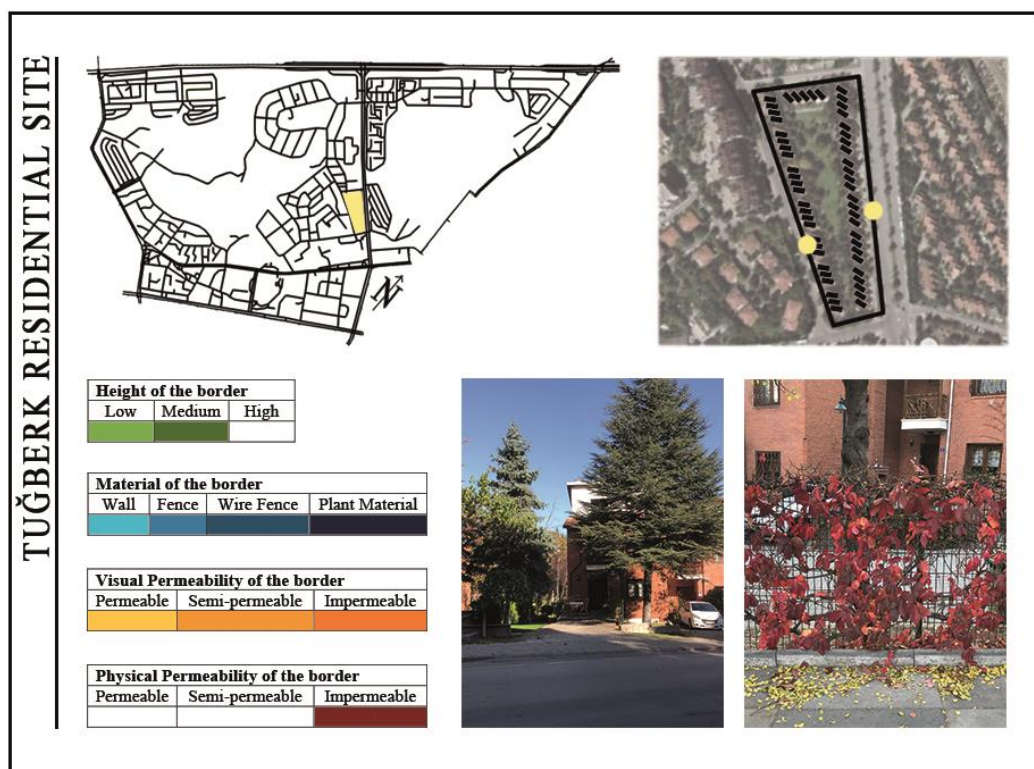 TUĞBERK RESIDENTIAL SITE
N
Height of the border
Low Medium High
Material of the border
Wall Fence Wire Fence Plant Material
Visual Permeability of the border
Permeable Semi-permeable Impermeable
Physical Permeability of the border
Permeable Semi-permeable Impermeable